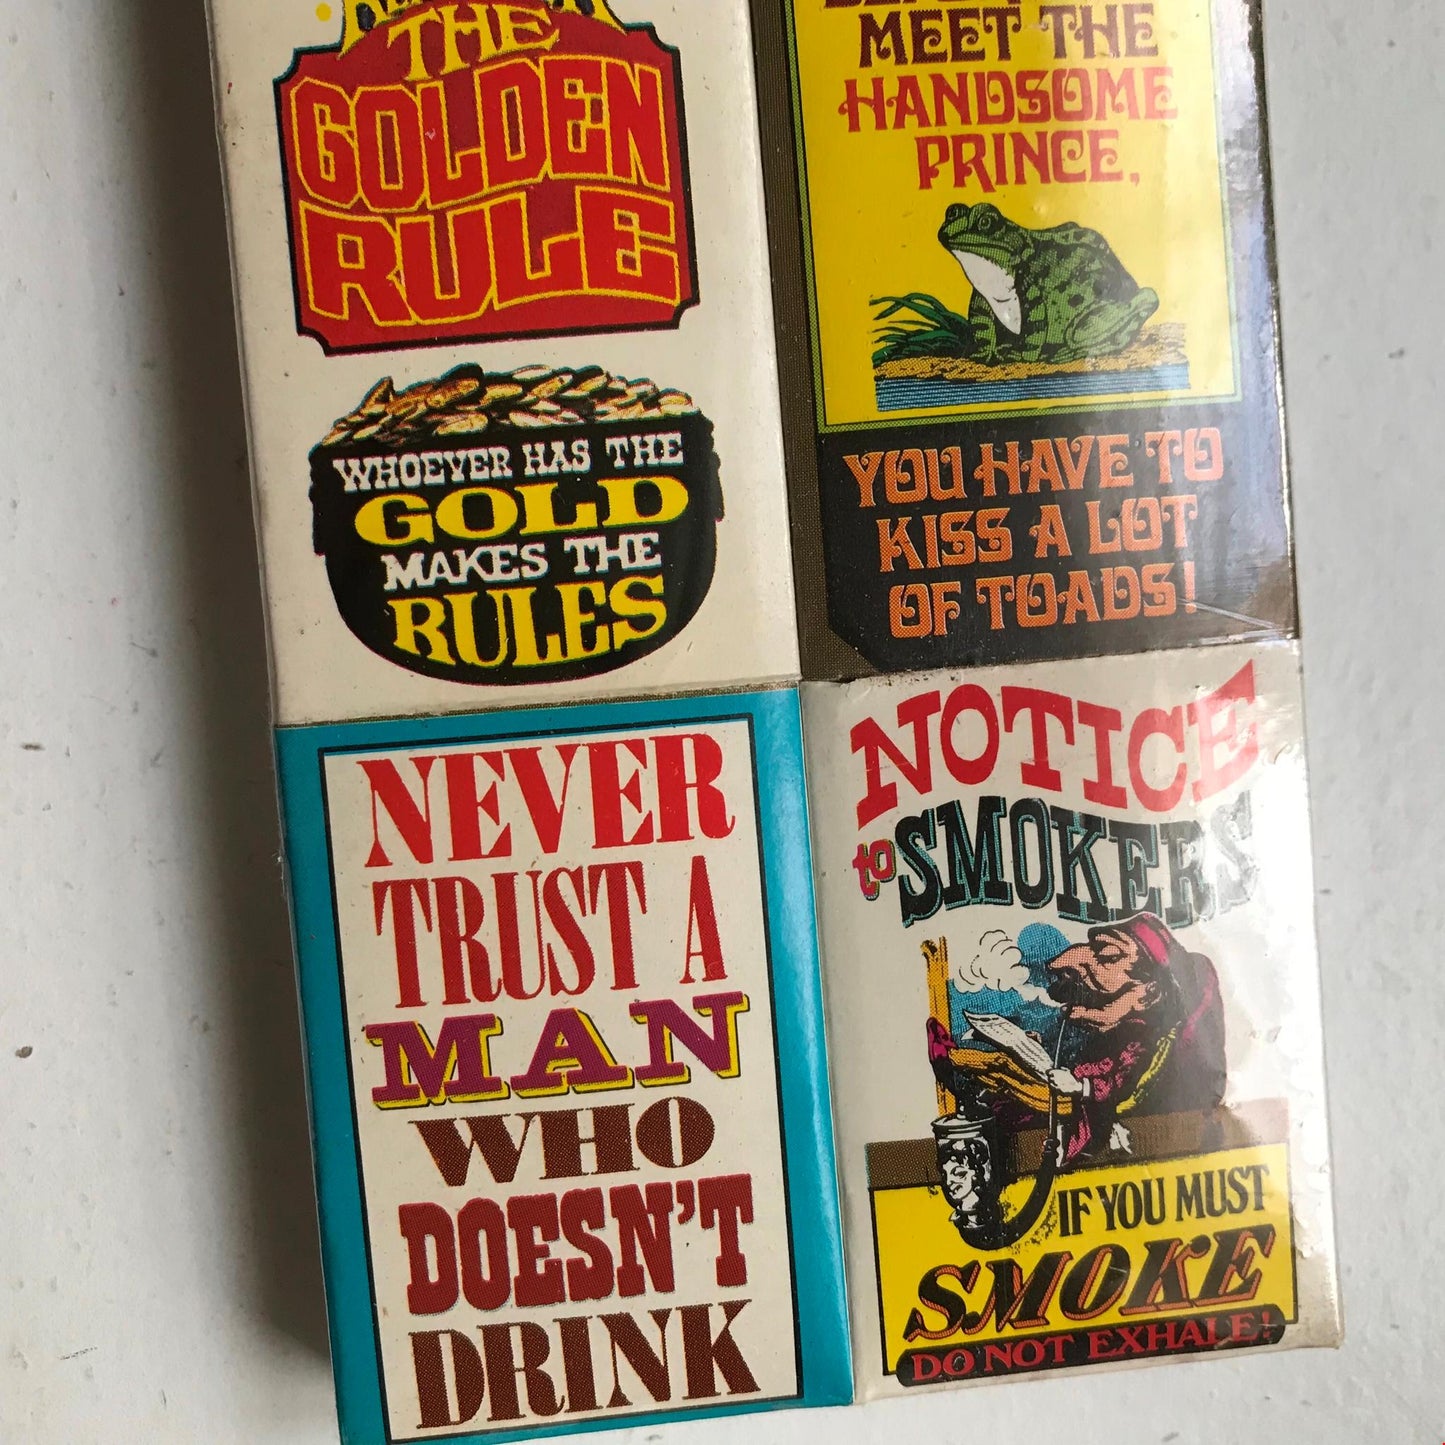 THE
GOLDEN
RULE
WHOEVER HAS THE
GOLD
MAKES THE
RULES
MEET THE
HANDSOME
PRINCE,
YOU HAVE TO
KISS A LOT
OF TOADS!
NEVER
TRUST A
MAN
WHO
DOESN'T
DRINK
NOTICE
to SMOKERS
IF YOU MUST
SMOKE
DO NOT EXHALE!